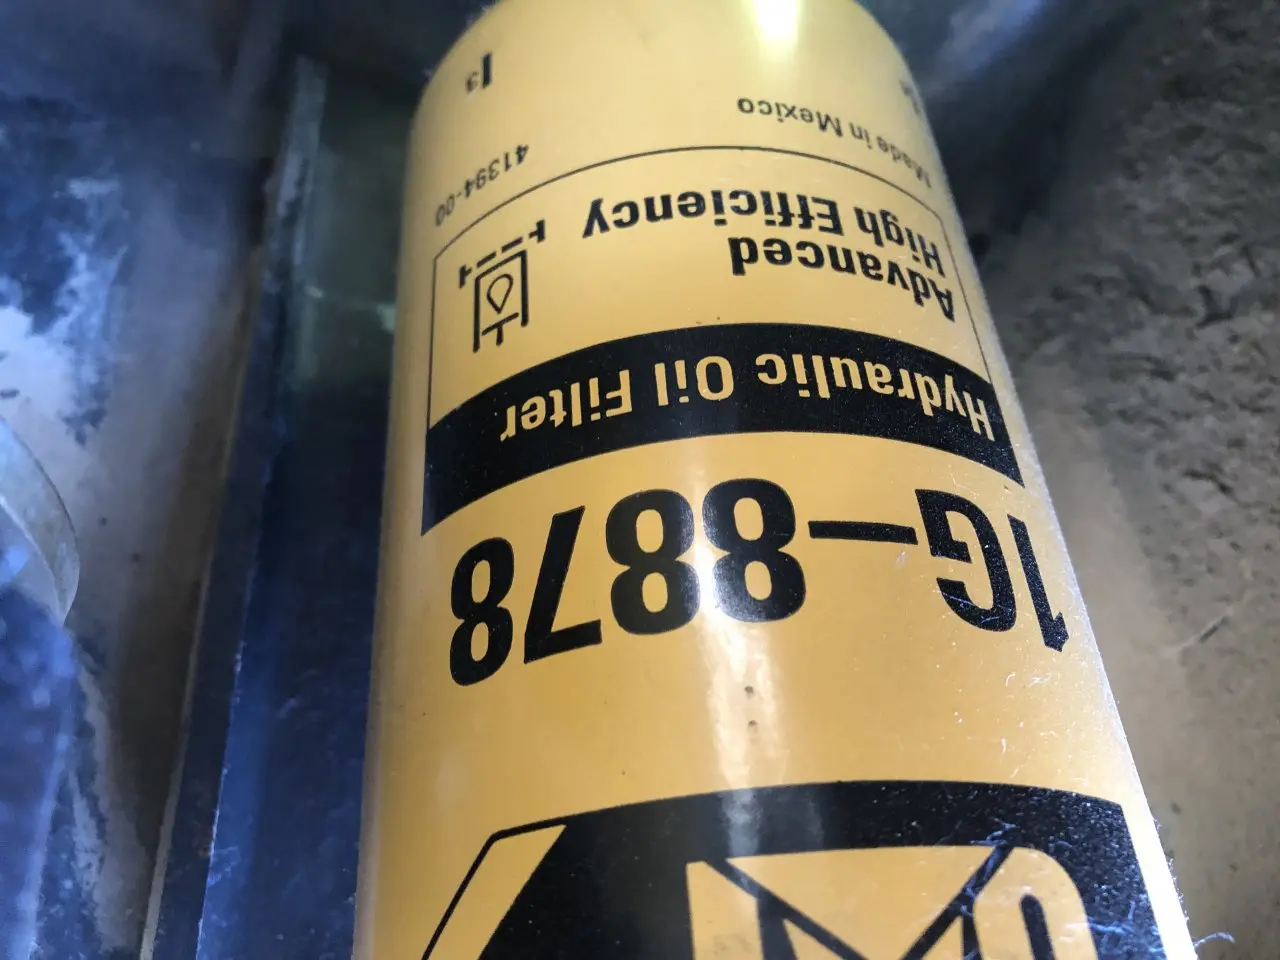 1G-8878
Hydraulic Oil Filter
Advanced
High Efficiency
Made in Mexico
41394-00